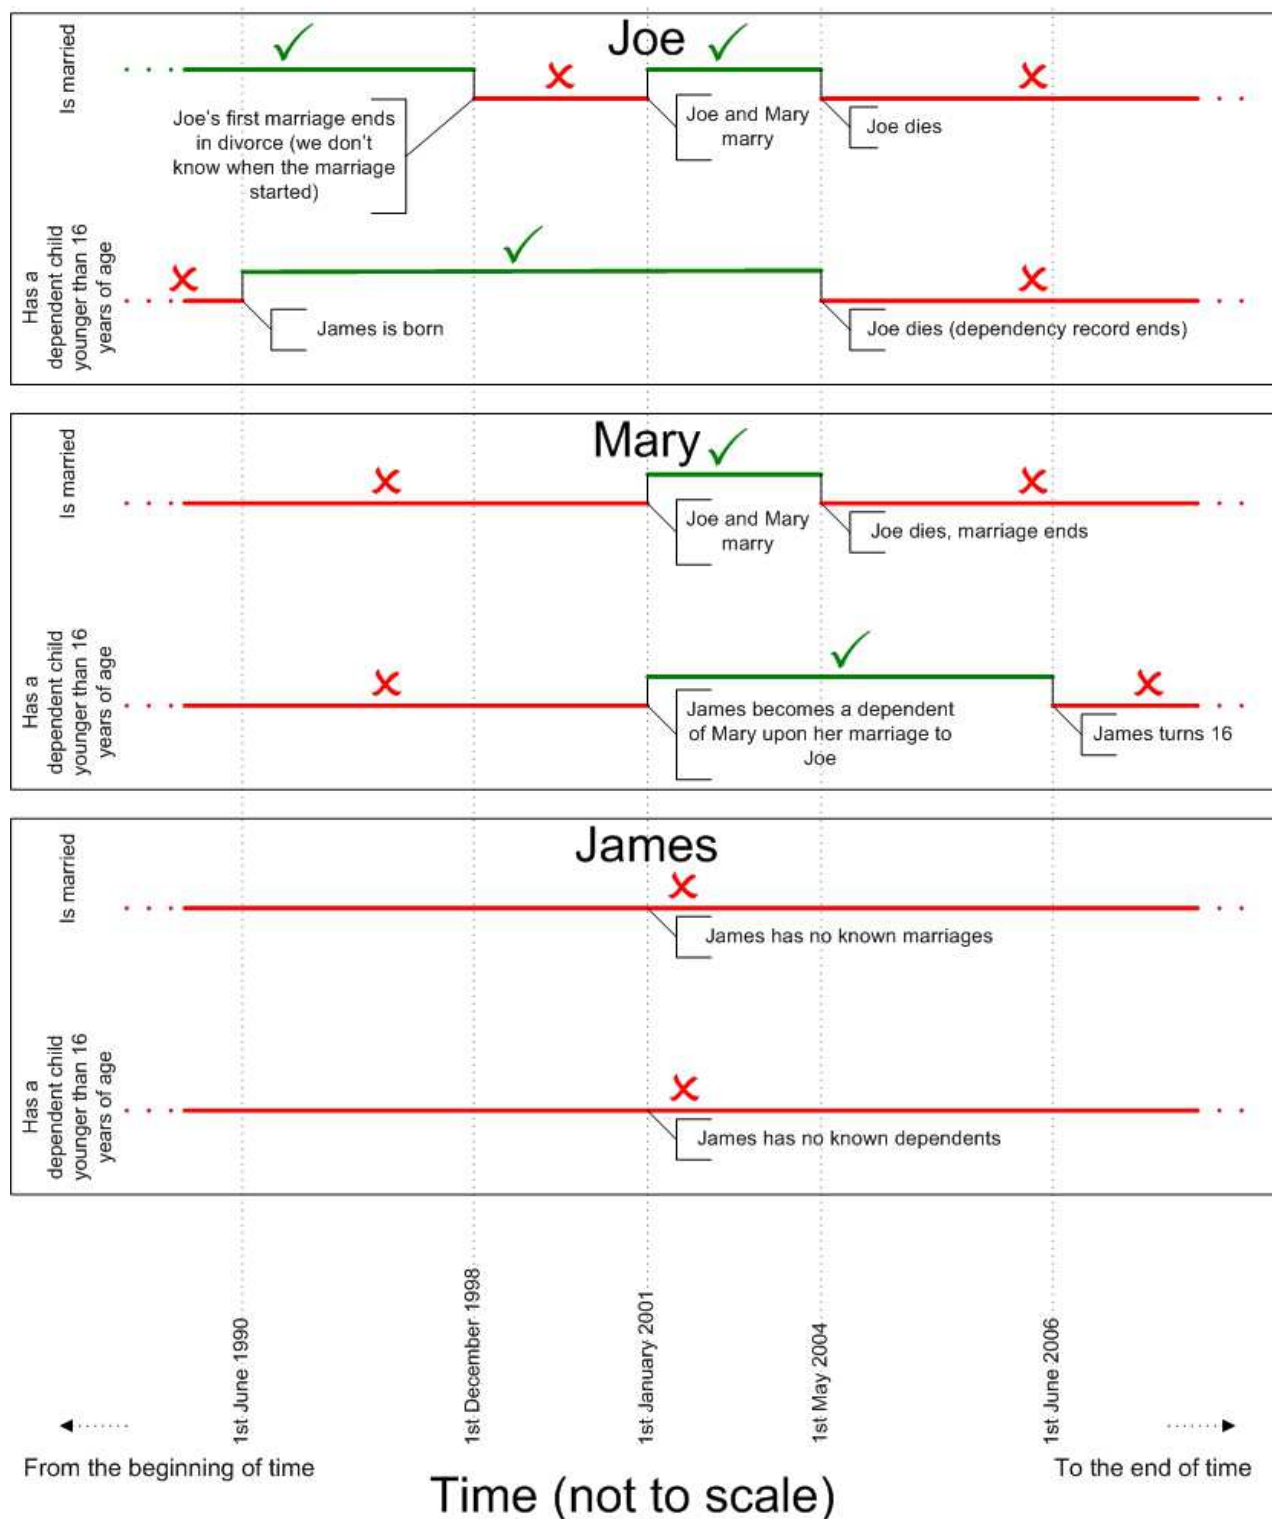 Joe
Is married
Joe's first marriage ends
in divorce (we don't
know when the marriage
started)
Joe and Mary
marry
Joe dies
Has a
dependent child
younger than 16
years of age
James is born
Joe dies (dependency record ends)
Mary
Is married
Joe and Mary
marry
Joe dies, marriage ends
Has a
dependent child
younger than 16
years of age
James becomes a dependent
of Mary upon her marriage to
Joe
James turns 16
James
Is married
James has no known marriages
Has a
dependent child
younger than 16
years of age
James has no known dependents
1st June 1990
1st December 1998
1st January 2001
1st May 2004
1st June 2006
From the beginning of time
To the end of time
Time (not to scale)